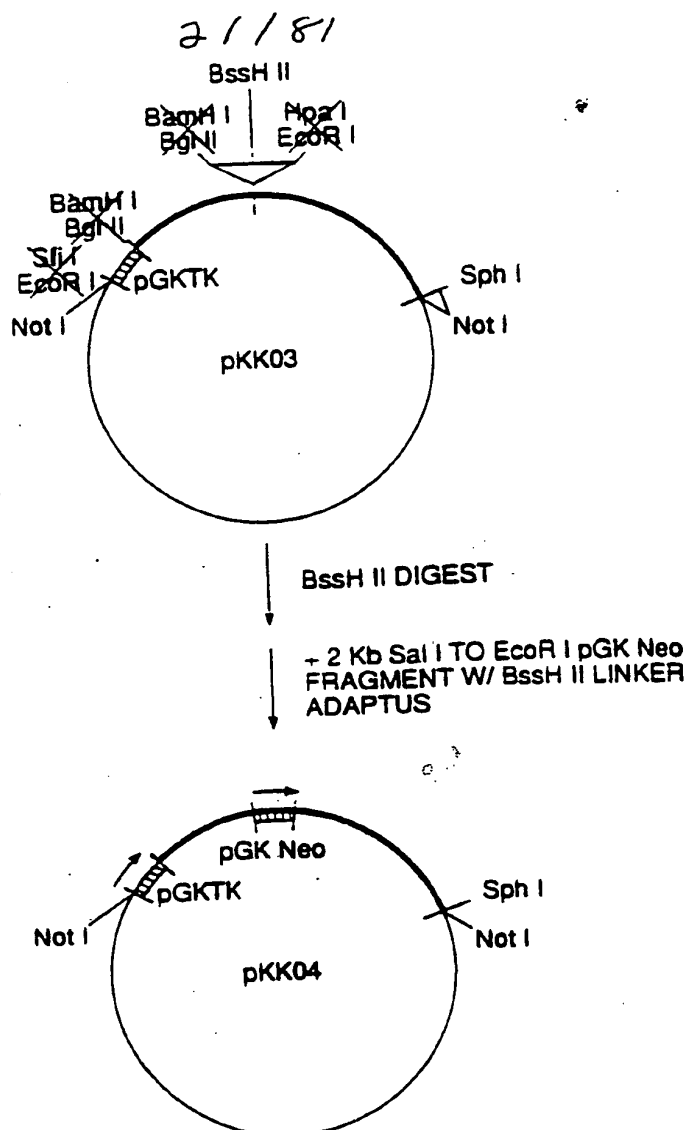 21/81
BssH II
BamH I
Bgl II
Hpa I
EcoR I
BamH I
Bgl II
Sfi I
EcoR I
pGKTK
Not I
Sph I
Not I
pKK03
BssH II DIGEST
+ 2 Kb Sal I TO EcoR I pGK Neo
FRAGMENT W/ BssH II LINKER
ADAPTUS
pGK Neo
pGKTK
Not I
Sph I
Not I
pKK04